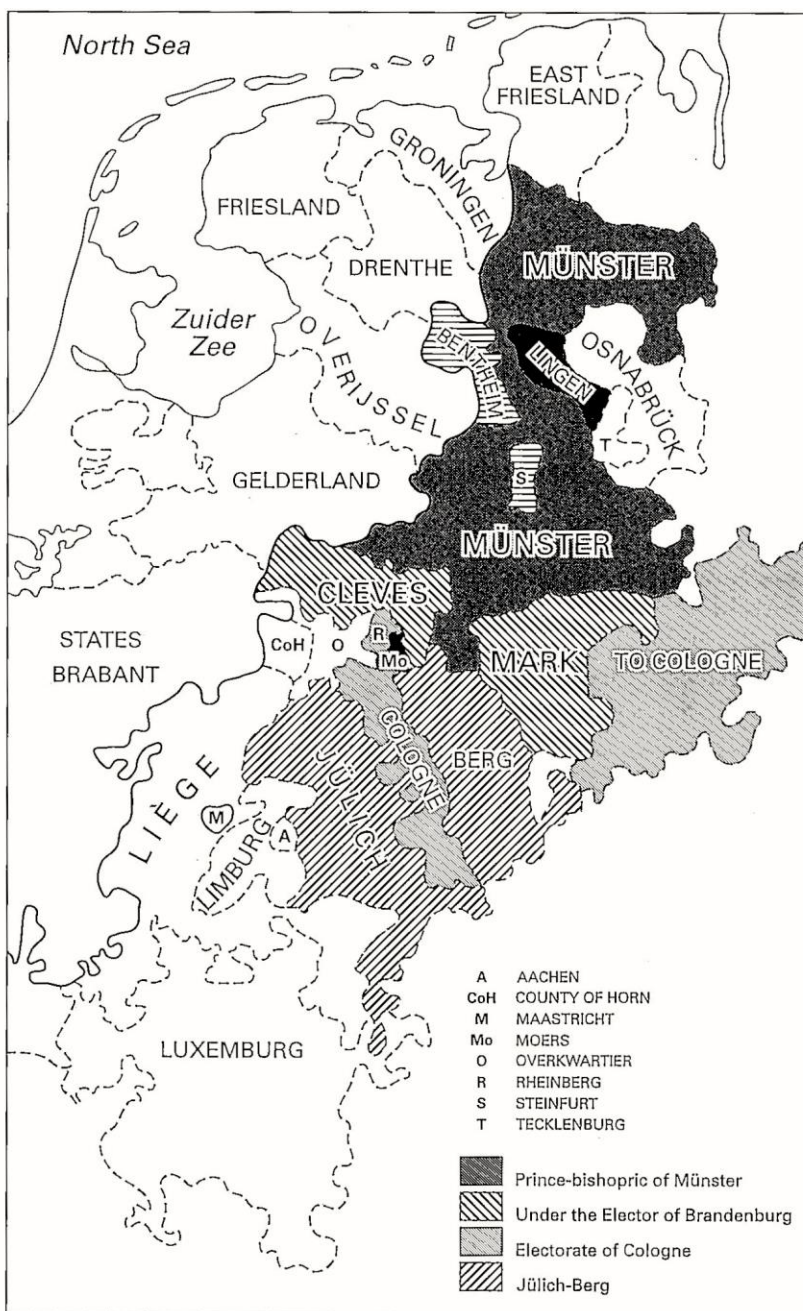 North Sea
EAST
FRIESLAND
GRONINGEN
FRIESLAND
DRENTHE
MÜNSTER
Zuider
Zee
OVERIJSSEL
BENTHEIM
LINGEN
OSNABRÜCK
T
GELDERLAND
S
MÜNSTER
CLEVES
STATES
BRABANT
CoH
O
R
Mo
MARK
TO COLOGNE
COLOGNE
BERG
JÜLICH
LIÈGE
M
LIMBURG
A
LUXEMBURG
A AACHEN
CoH COUNTY OF HORN
M MAASTRICHT
Mo MOERS
O OVERKWARTIER
R RHEINBERG
S STEINFURT
T TECKLENBURG
Prince-bishopric of Münster
Under the Elector of Brandenburg
Electorate of Cologne
Jülich-Berg